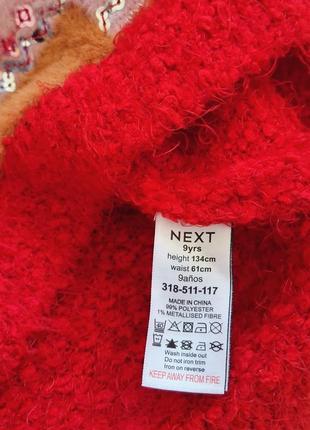 NEXT
9yrs
height 134cm
waist 61cm
9años
318-511-117
MADE IN CHINA
99% POLYESTER
1% METALLISED FIBRE
Wash inside out
Do not iron trim
Iron on reverse
KEEP AWAY FROM FIRE